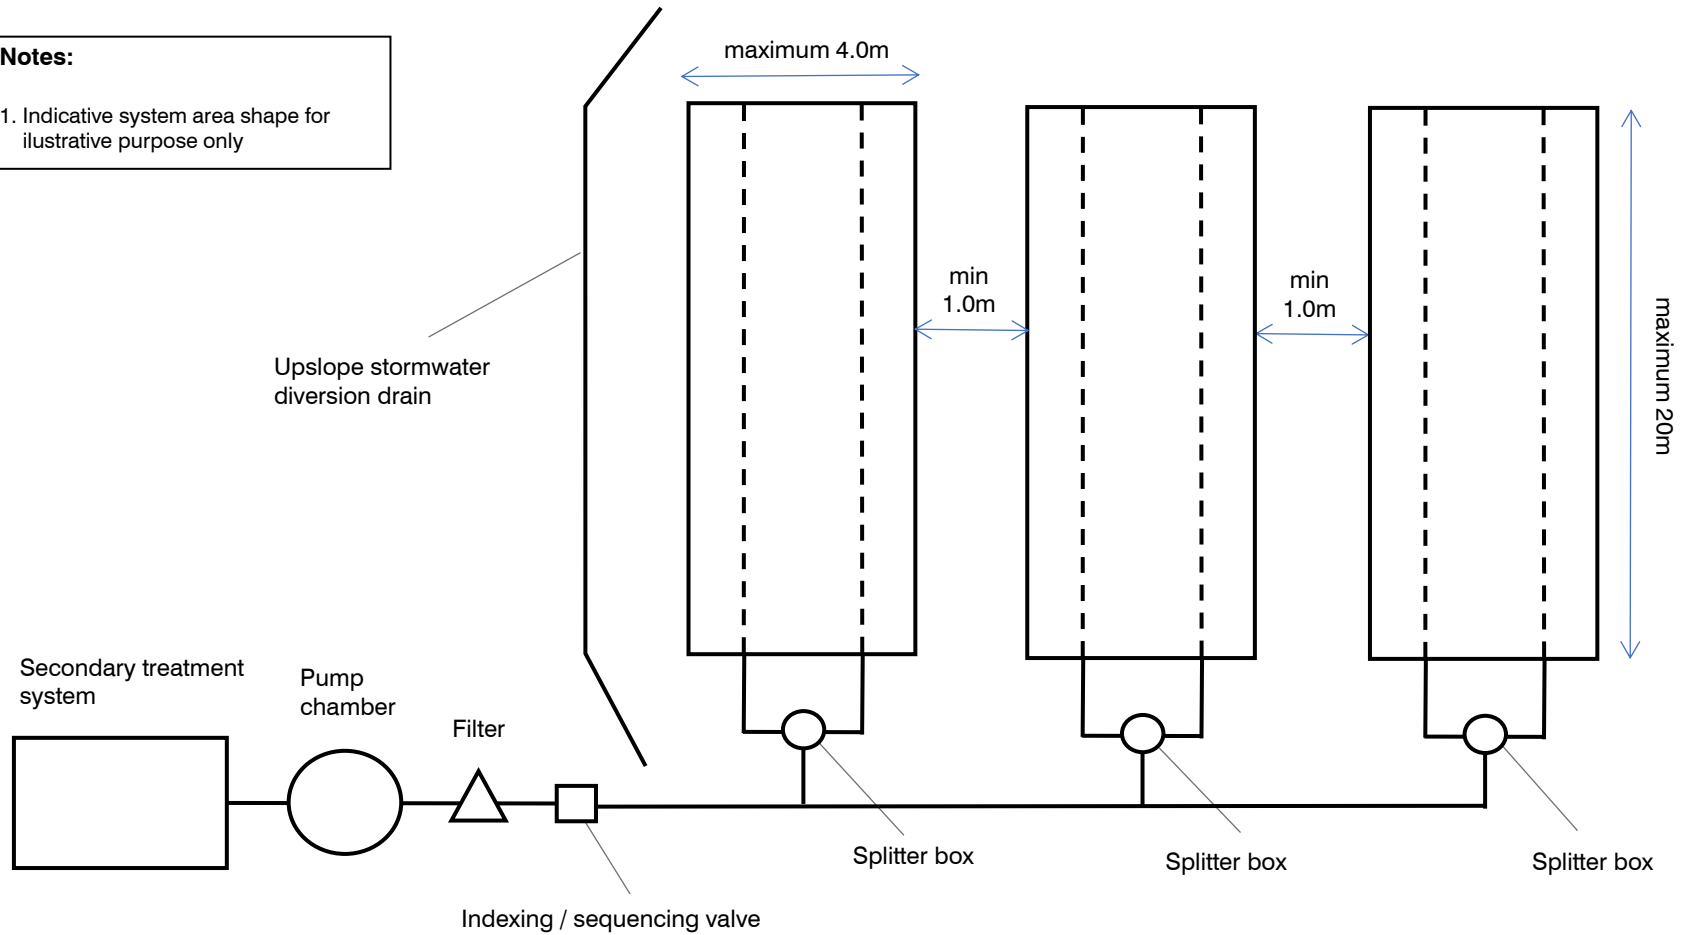 Notes:
1. Indicative system area shape for
ilustrative purpose only
maximum 4.0m
min
1.0m
min
1.0m
maximum 20m
Upslope stormwater
diversion drain
Secondary treatment
system
Pump
chamber
Filter
Splitter box
Splitter box
Splitter box
Indexing / sequencing valve